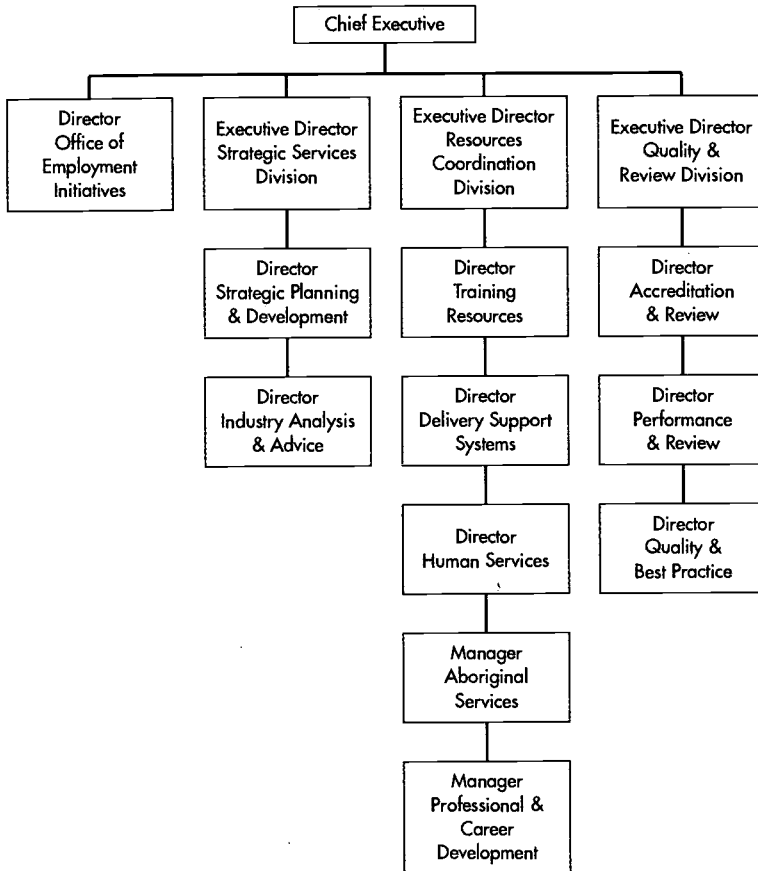 Chief Executive
Director
Office of
Employment
Initiatives
Executive Director
Strategic Services
Division
Executive Director
Resources
Coordination
Division
Executive Director
Quality &
Review Division
Director
Strategic Planning
& Development
Director
Training
Resources
Director
Accreditation
& Review
Director
Industry Analysis
& Advice
Director
Delivery Support
Systems
Director
Performance
& Review
Director
Human Services
Director
Quality &
Best Practice
Manager
Aboriginal
Services
Manager
Professional &
Career
Development